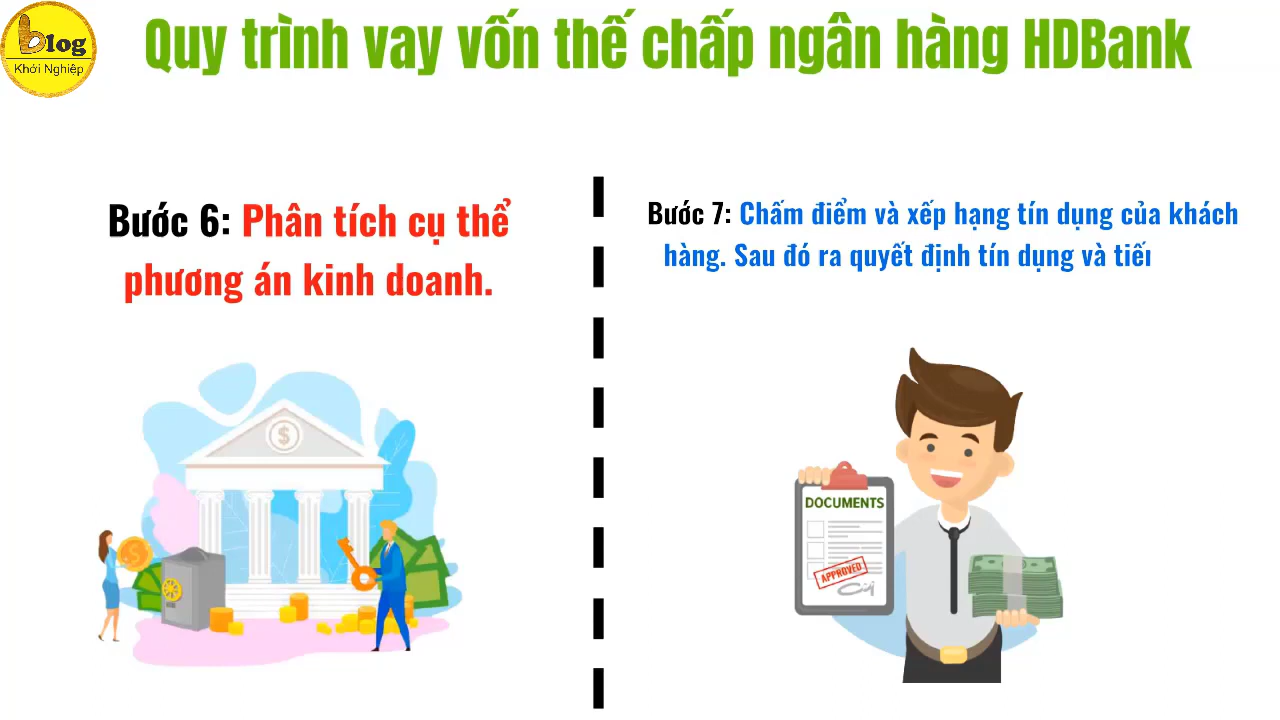 blog
Khởi Nghiệp
Quy trình vay vốn thế chấp ngân hàng HDBank
Bước 6: Phân tích cụ thể
phương án kinh doanh.
Bước 7: Chấm điểm và xếp hạng tín dụng của khách
hàng. Sau đó ra quyết định tín dụng và
$
DOCUMENTS
APPROVED